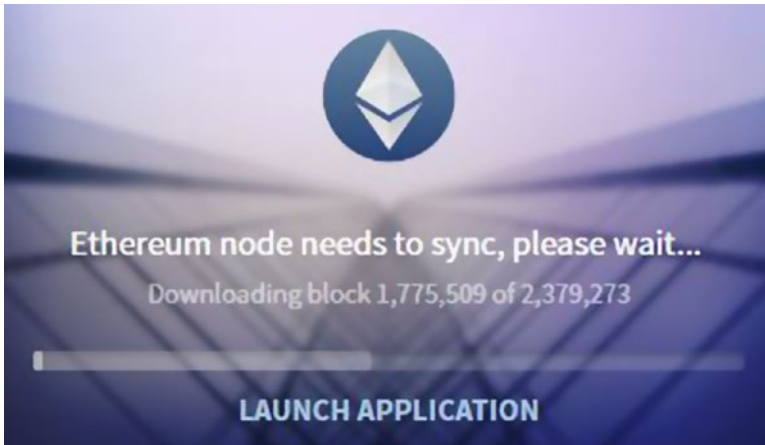 Ethereum node needs to sync, please wait...
Downloading block 1,775,509 of 2,379,273
LAUNCH APPLICATION